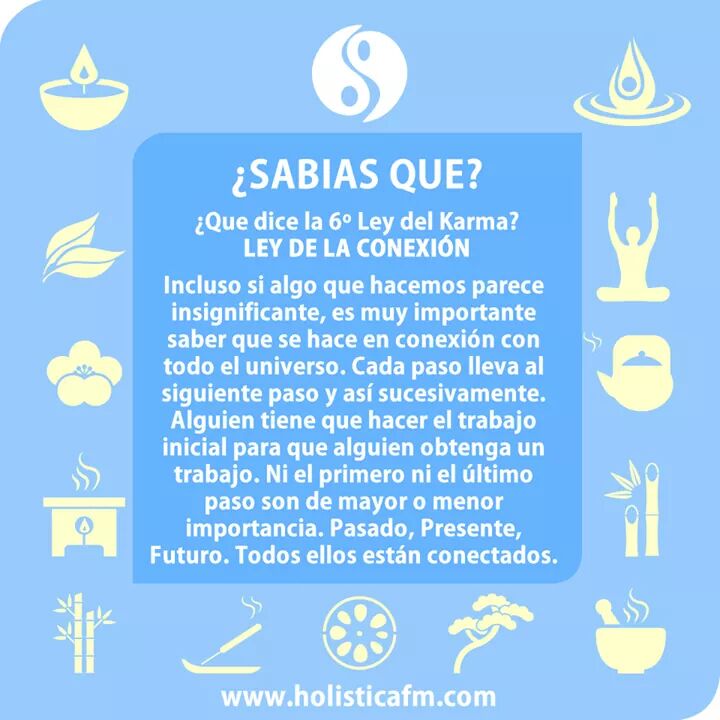 ¿SABIAS QUE?
¿Que dice la 6º Ley del Karma?
LEY DE LA CONEXIÓN
Incluso si algo que hacemos parece
insignificante, es muy importante
saber que se hace en conexión con
todo el universo. Cada paso lleva al
siguiente paso y así sucesivamente.
Alguien tiene que hacer el trabajo
inicial para que alguien obtenga un
trabajo. Ni el primero ni el último
paso son de mayor o menor
importancia. Pasado, Presente,
Futuro. Todos ellos están conectados.
www.holisticafm.com